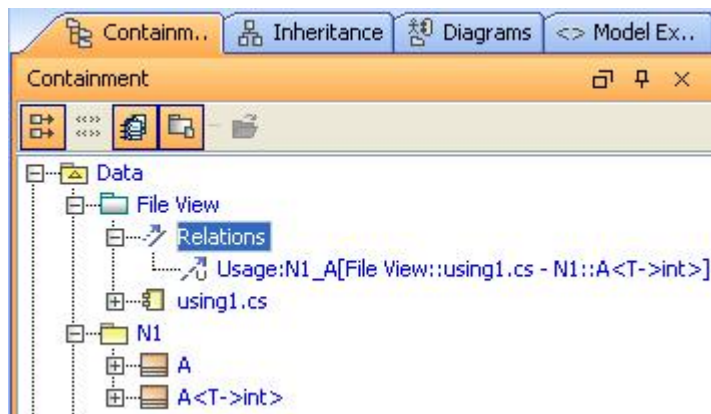 Containm.. Inheritance Diagrams <> Model Ex..
Containment
Data
File View
Relations
Usage:N1_A[File View::using1.cs - N1::A<T->int>]
using1.cs
N1
A
A<T->int>